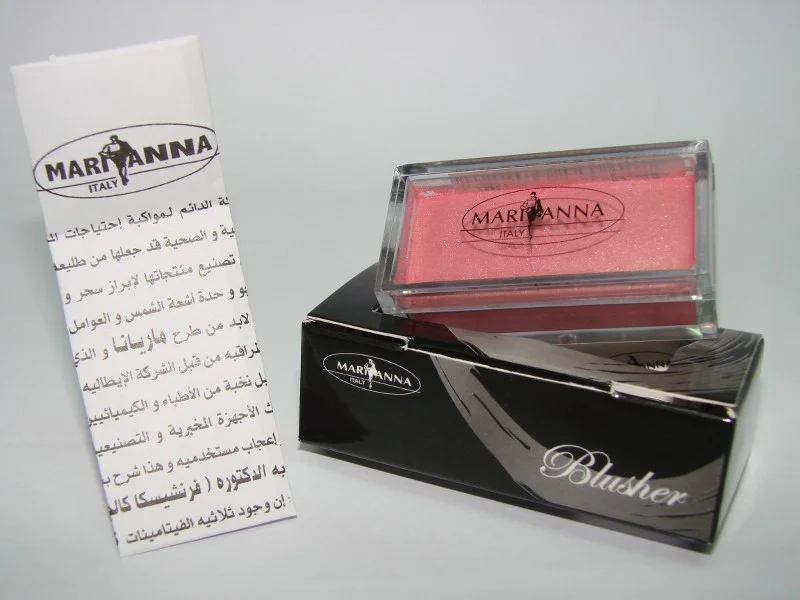 MARIANNA
ITALY
الدائم لمواكبة إحتياجات
و الصحية قد جعلها من طليعة
تصنيع منتجاتها لإبراز سحر و
و حدة أشعة الشمس و العوامل
لابد من طرح ماريانا و الذي
من قبل الشركة الإيطالية
نخبة من الأطباء و الكيميائيين
الأجهزة المخبرية و التصنيعية
إعجاب مستخدميه و هذا شرح
الدكتوره ( فرنشيسكا
إن وجود ثلاثيه الفيتامينات
MARIANNA
ITALY
MARIANNA
ITALY
Blusher